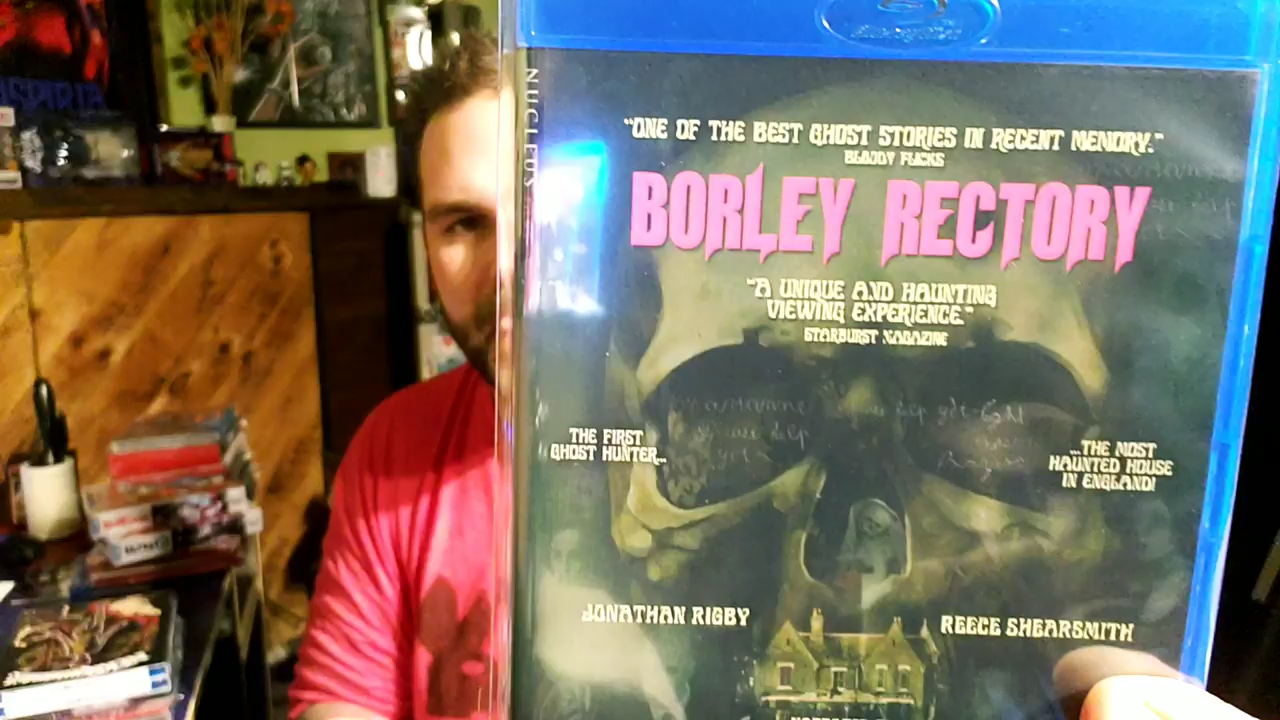 SPIRIA
NUCLEUS
"ONE OF THE BEST GHOST STORIES IN RECENT MEMORY."
BLOODY FLICKS
BORLEY RECTORY
"A UNIQUE AND HAUNTING
VIEWING EXPERIENCE."
STARBURST MAGAZINE
THE FIRST
GHOST HUNTER...
...THE MOST
HAUNTED HOUSE
IN ENGLAND!
JONATHAN RIGBY
REECE SHEARSMITH